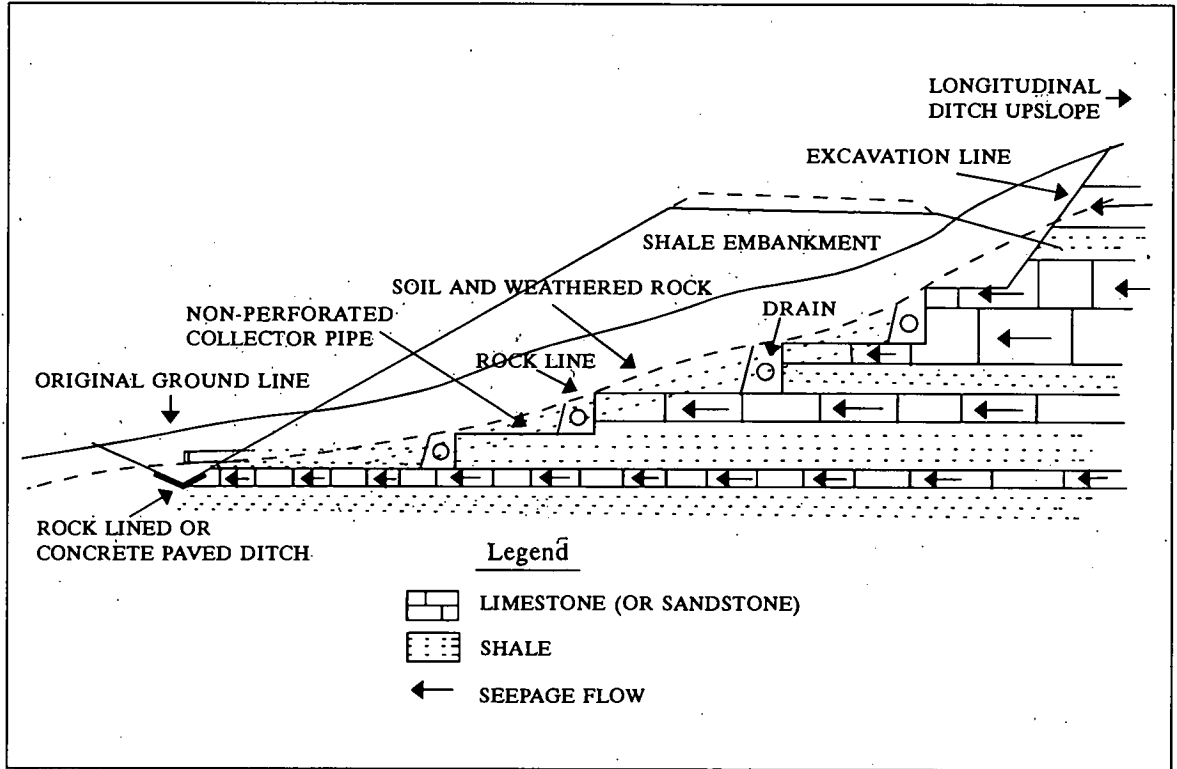 LONGITUDINAL
DITCH UPSLOPE
EXCAVATION LINE
SHALE EMBANKMENT
SOIL AND WEATHERED ROCK
NON-PERFORATED
COLLECTOR PIPE
DRAIN
ROCK LINE
ORIGINAL GROUND LINE
ROCK LINED OR
CONCRETE PAVED DITCH
Legend
LIMESTONE (OR SANDSTONE)
SHALE
SEEPAGE FLOW